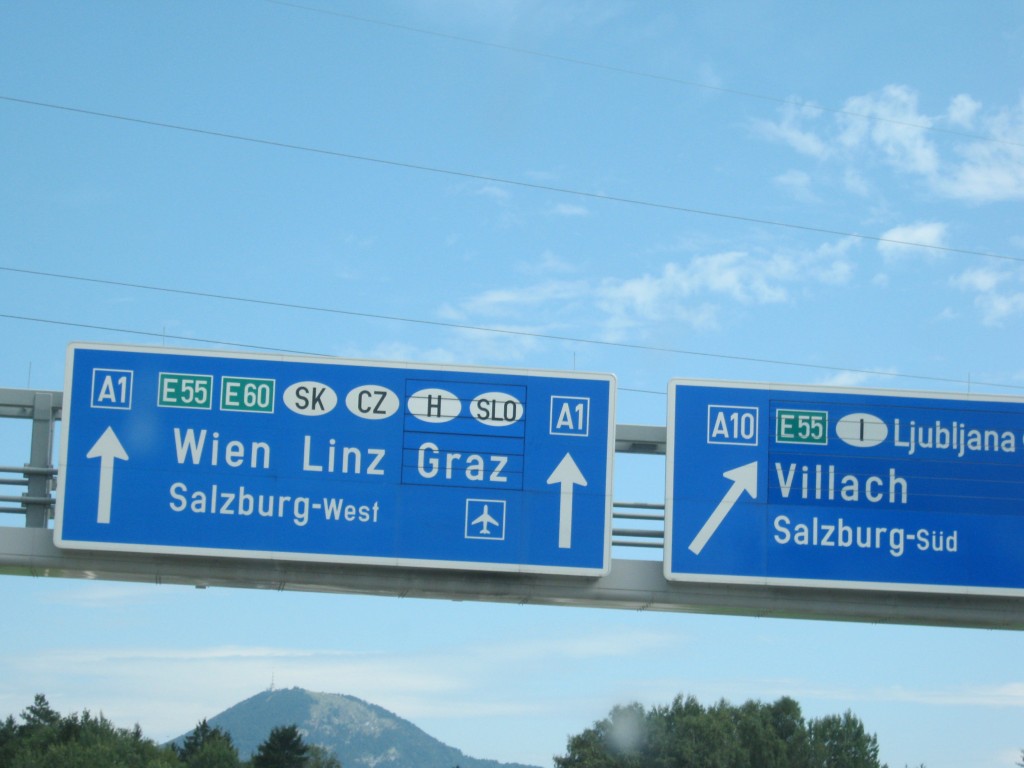 A1 E55 E60 SK CZ H SLO A1
Wien Linz Graz
Salzburg-West
A10 E55 I Ljubljana
Villach
Salzburg-Süd